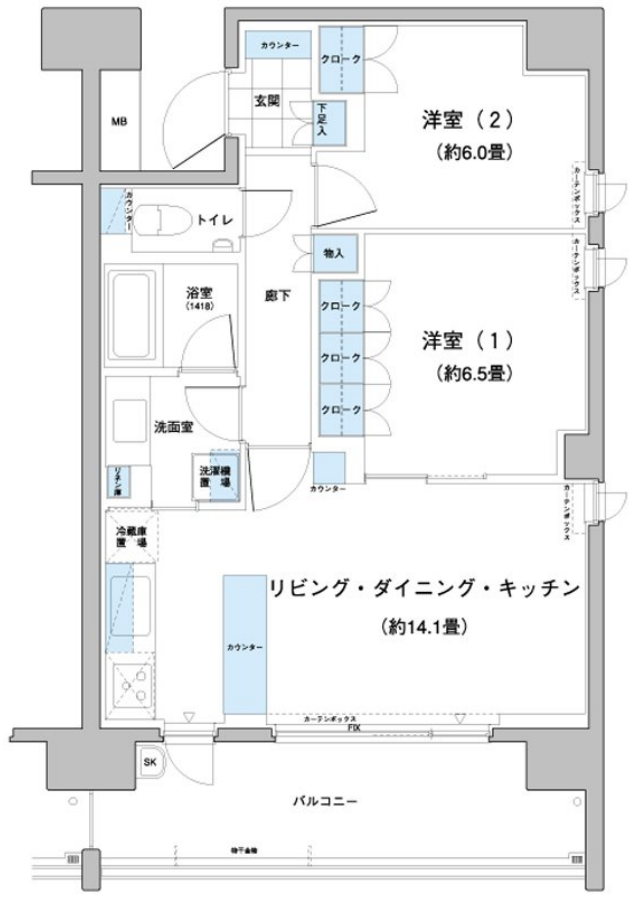 カウンター
クローク
玄関
下足入
洋室（2）
（約6.0畳）
カーテンボックス
MB
カウンター
トイレ
物入
カーテンボックス
浴室
（1418）
廊下
クローク
クローク
クローク
洋室（1）
（約6.5畳）
洗面室
リネン庫
洗濯機
置場
カウンター
カーテンボックス
冷蔵庫
置場
リビング・ダイニング・キッチン
（約14.1畳）
カウンター
カーテンボックス
FIX
SK
バルコニー
物干金物